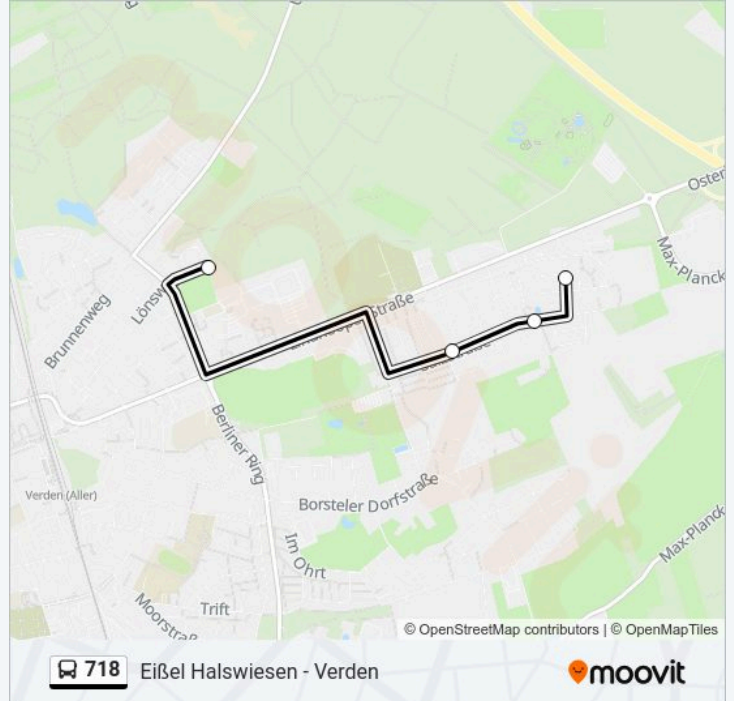 Oster
Max-Planck
Straße
Lönsw
Brunnenweg
Berliner Ring
Verden (Aller)
Borsteler Dorfstraße
Max-Planck
Im Ohrt
Trift
Moorstraß
© OpenStreetMap contributors | © OpenMapTiles
718 Eißel Halswiesen - Verden
moovit